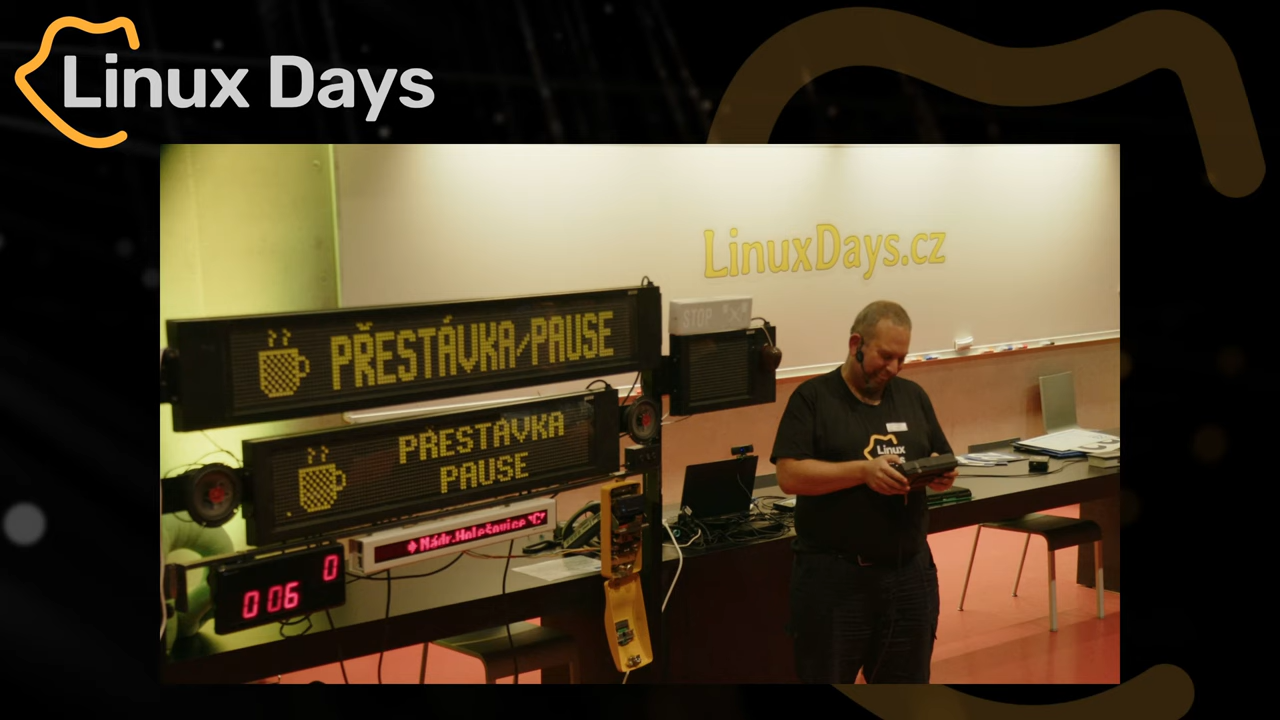 Linux Days
LinuxDays.cz
PŘESTÁVKA/PAUSE
STOP
PŘESTÁVKA
PAUSE
Linux
Nádr.Holešovice
0
0 06